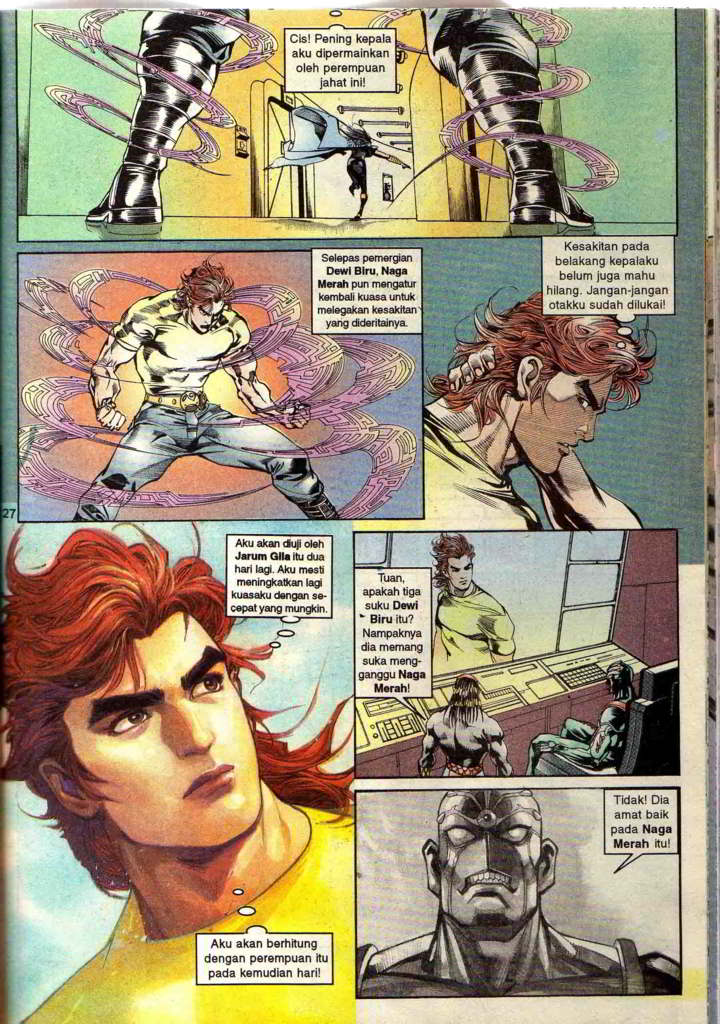 Cis! Pening kepala
aku dipermainkan
oleh perempuan
jahat ini!
Selepas pemergian
Dewi Biru, Naga
Merah pun mengatur
kembali kuasa untuk
melegakan kesakitan
yang dideritainya.
Kesakitan pada
belakang kepalaku
belum juga mahu
hilang. Jangan-jangan
otakku sudah dilukai!
27
Aku akan diuji oleh
Jarum Gila itu dua
hari lagi. Aku mesti
meningkatkan lagi
kuasaku dengan se-
cepat yang mungkin.
Tuan,
apakah tiga
suku Dewi
Biru itu?
Nampaknya
dia memang
suka meng-
ganggu Naga
Merah!
Aku akan berhitung
dengan perempuan itu
pada kemudian hari!
Tidak! Dia
amat baik
pada Naga
Merah itu!